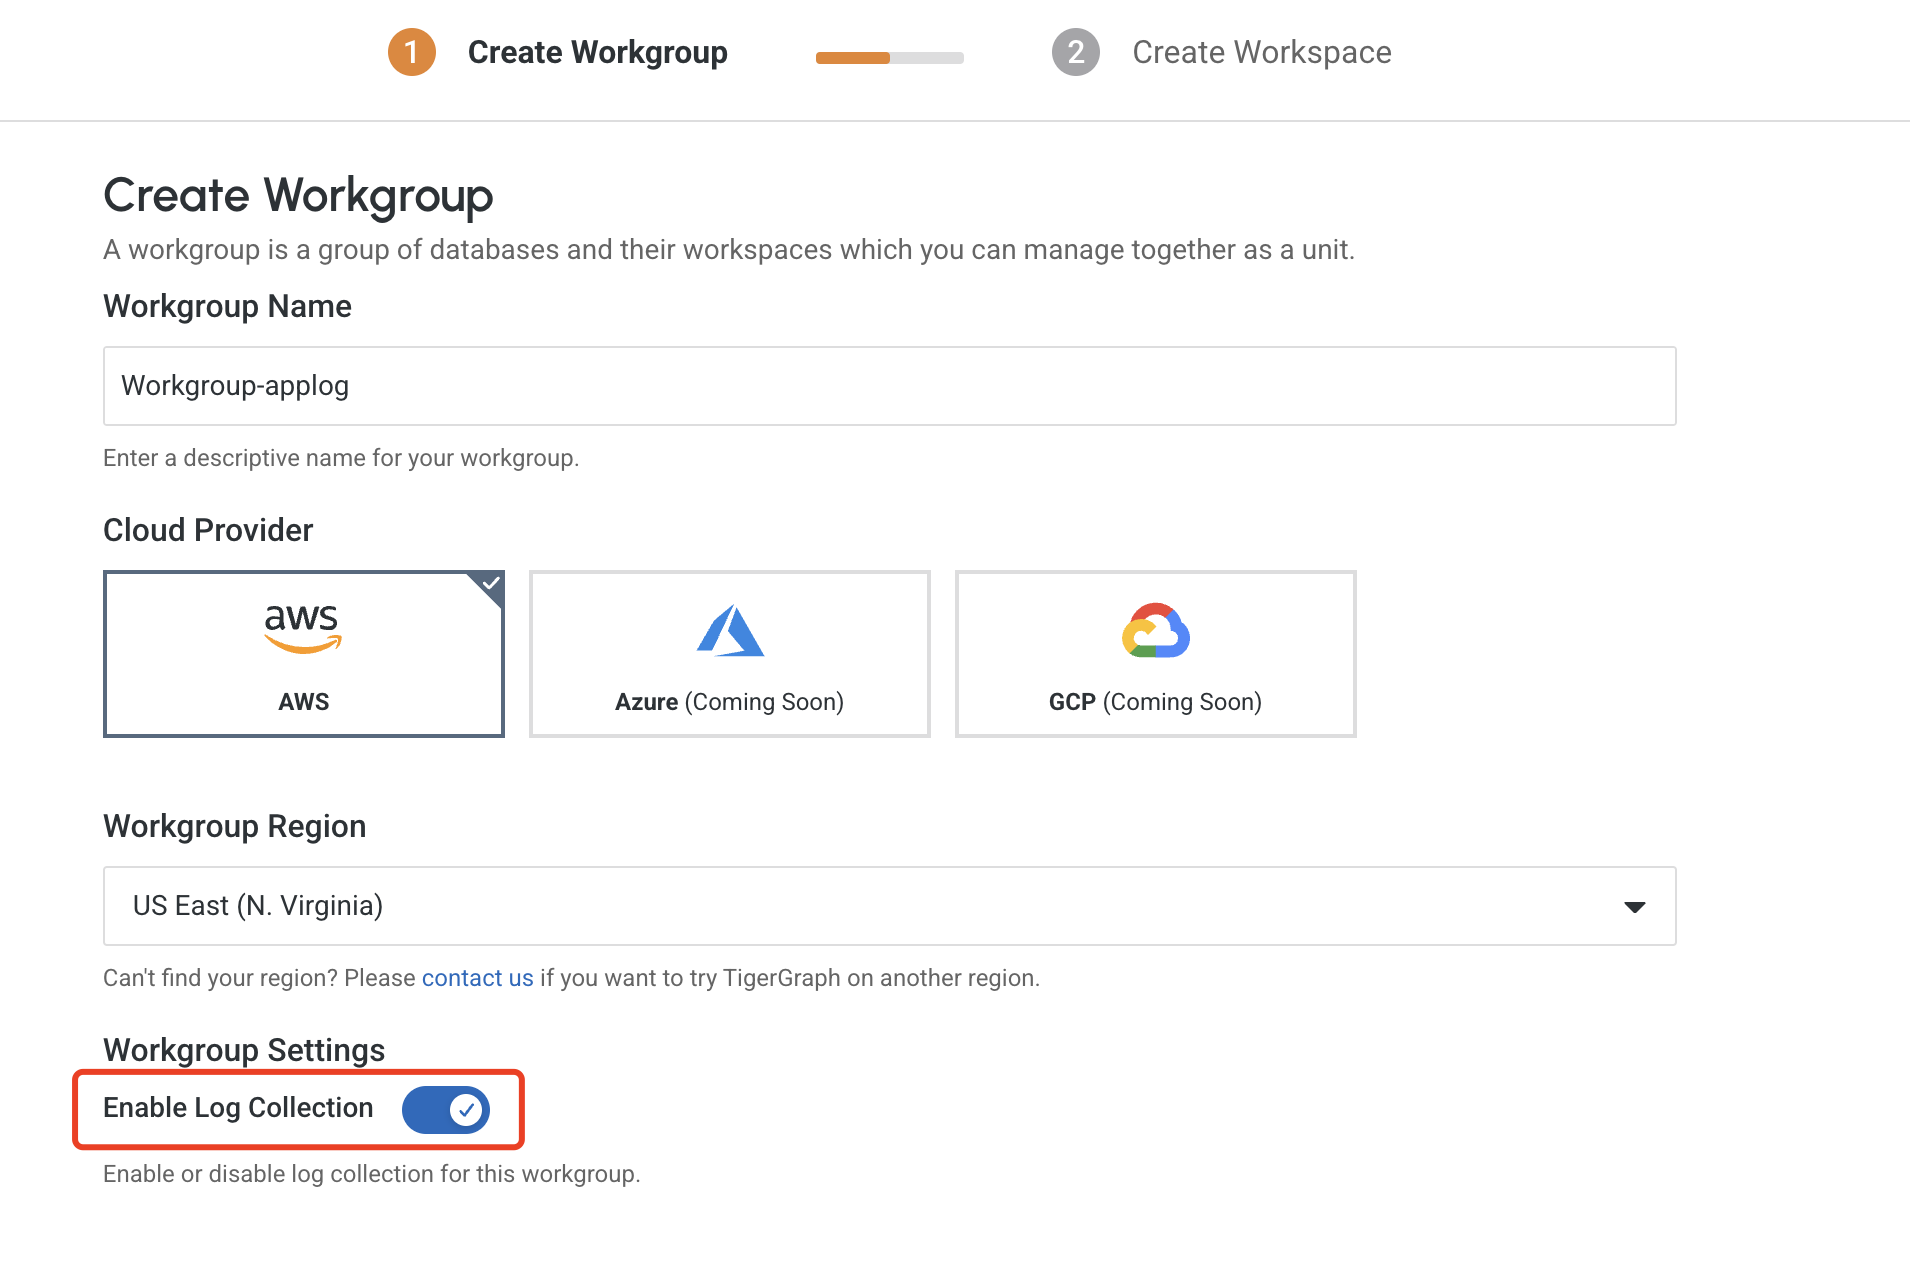 1 Create Workgroup 2 Create Workspace
Create Workgroup
A workgroup is a group of databases and their workspaces which you can manage together as a unit.
Workgroup Name
Workgroup-applog
Enter a descriptive name for your workgroup.
Cloud Provider
aws
AWS Azure (Coming Soon) GCP (Coming Soon)
Workgroup Region
US East (N. Virginia)
Can't find your region? Please contact us if you want to try TigerGraph on another region.
Workgroup Settings
Enable Log Collection
Enable or disable log collection for this workgroup.